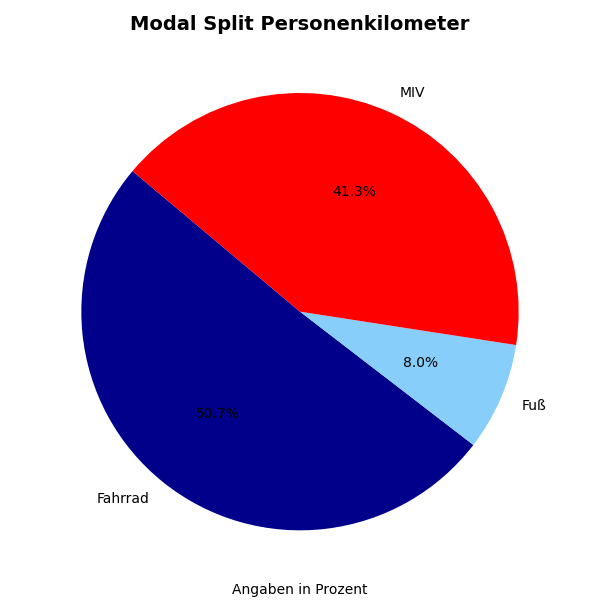 Modal Split Personenkilometer
MIV
41.3%
8.0%
Fuß
50.7%
Fahrrad
Angaben in Prozent